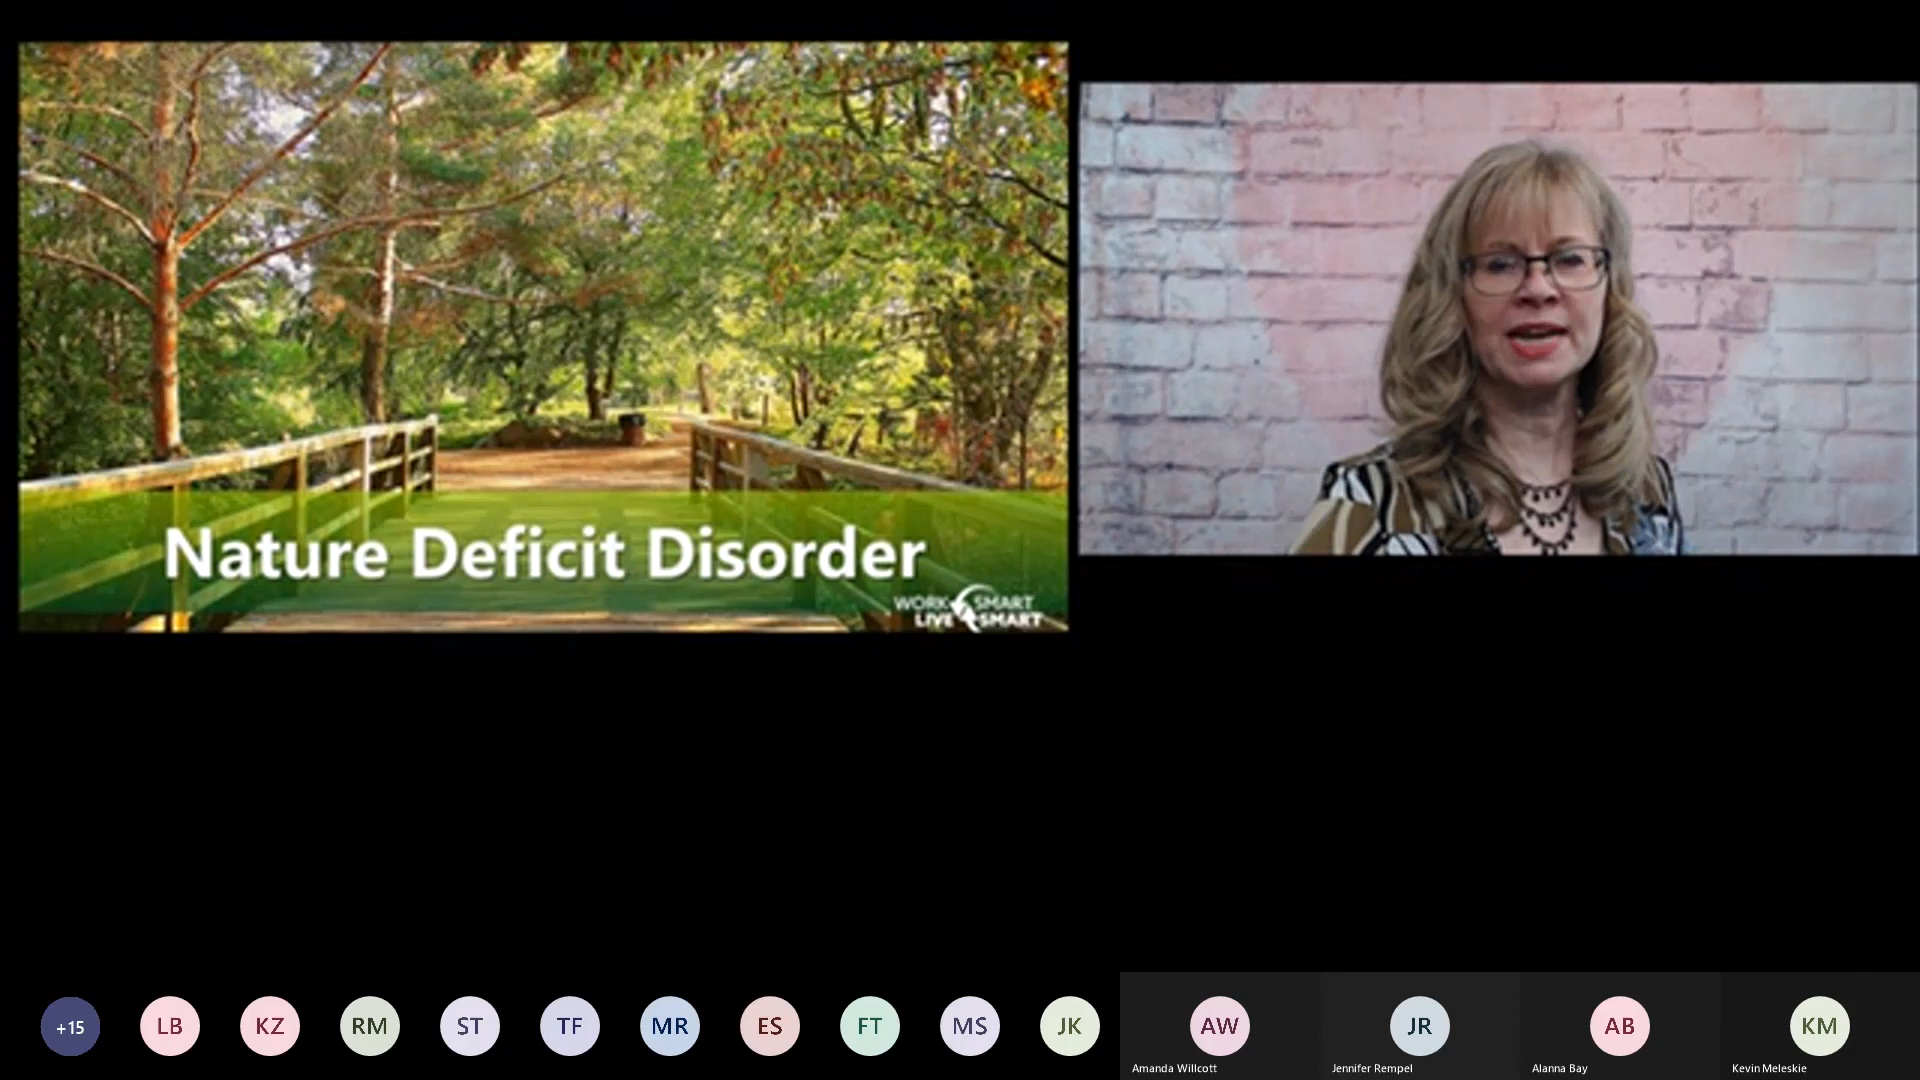 Nature Deficit Disorder
WORK SMART
LIVE SMART
+15
LB
KZ
RM
ST
TF
MR
ES
FT
MS
JK
AW
JR
AB
KM
Amanda Willcott
Jennifer Rempel
Alanna Bay
Kevin Meleskie